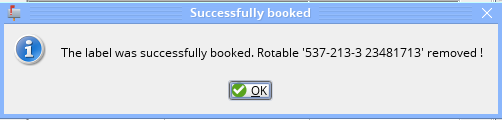 Successfully booked
The label was successfully booked. Rotable '537-213-3 23481713' removed !
OK